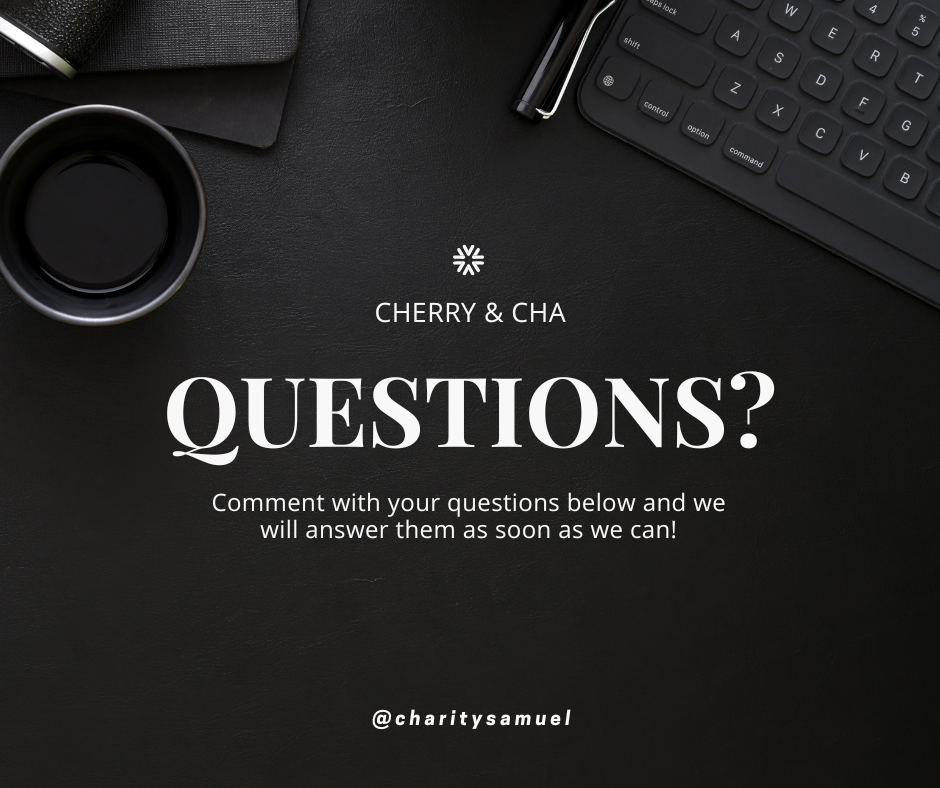 caps lock
W
4
%
5
shift
A
E
S
R
T
Z
D
control
X
F
G
option
C
V
command
B
CHERRY & CHA
QUESTIONS?
Comment with your questions below and we
will answer them as soon as we can!
@charitysamuel